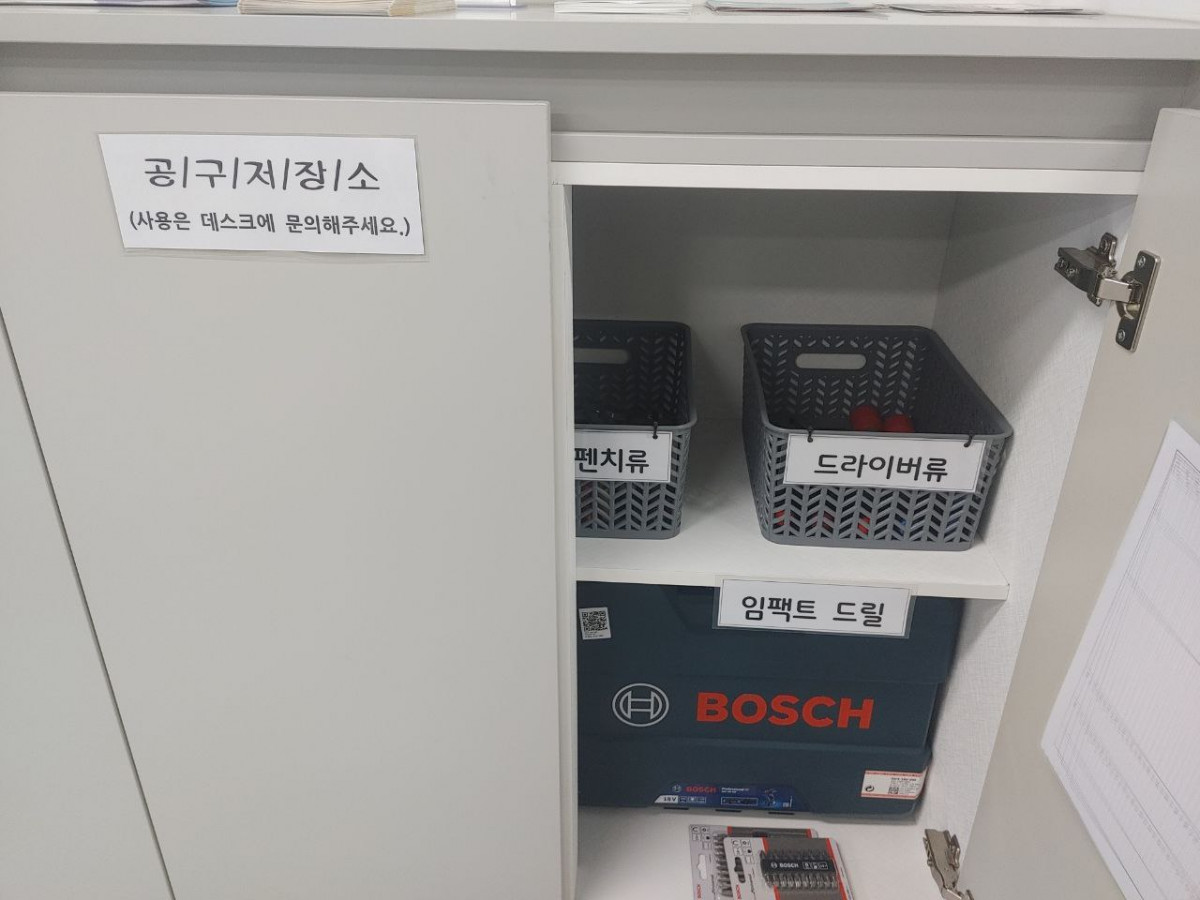 공/구/저/장/소
(사용은 데스크에 문의해주세요.)
펜치류
드라이버류
임팩트 드릴
BOSCH
BOSCH
18V
BOSCH